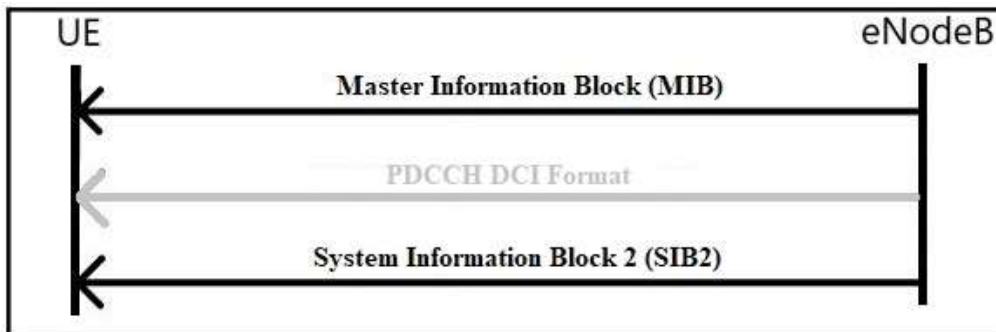 UE eNodeB
Master Information Block (MIB)
PDCCH DCI Format
System Information Block 2 (SIB2)